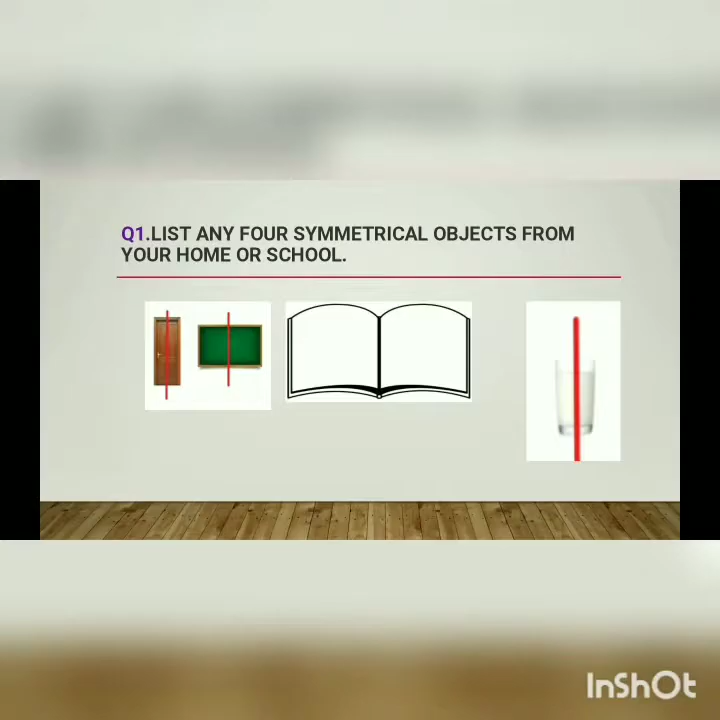 Q1.LIST ANY FOUR SYMMETRICAL OBJECTS FROM
YOUR HOME OR SCHOOL.
InShOt